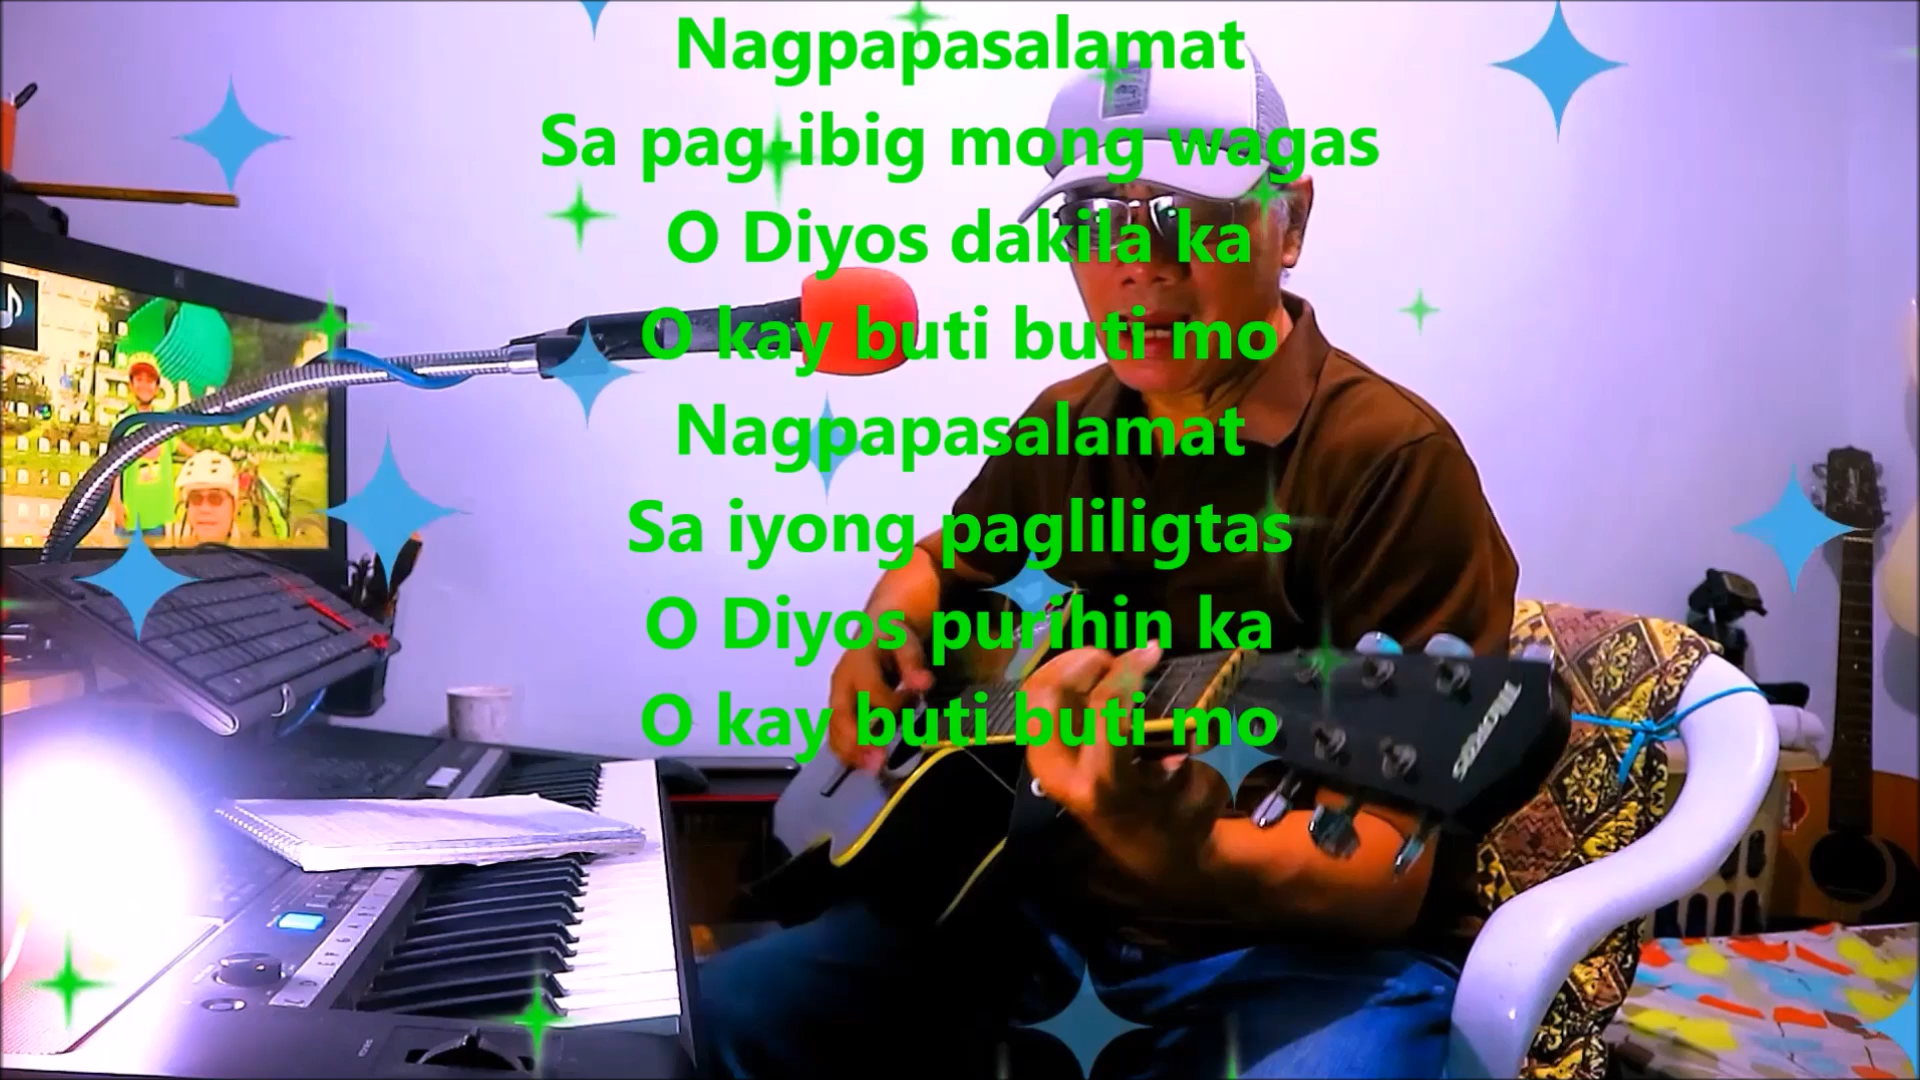 Nagpapasalamat
Sa pag-ibig mong wagas
O Diyos dakila ka
O kay buti buti mo
Nagpapasalamat
Sa iyong pagliligtas
O Diyos purihin ka
O kay buti buti mo